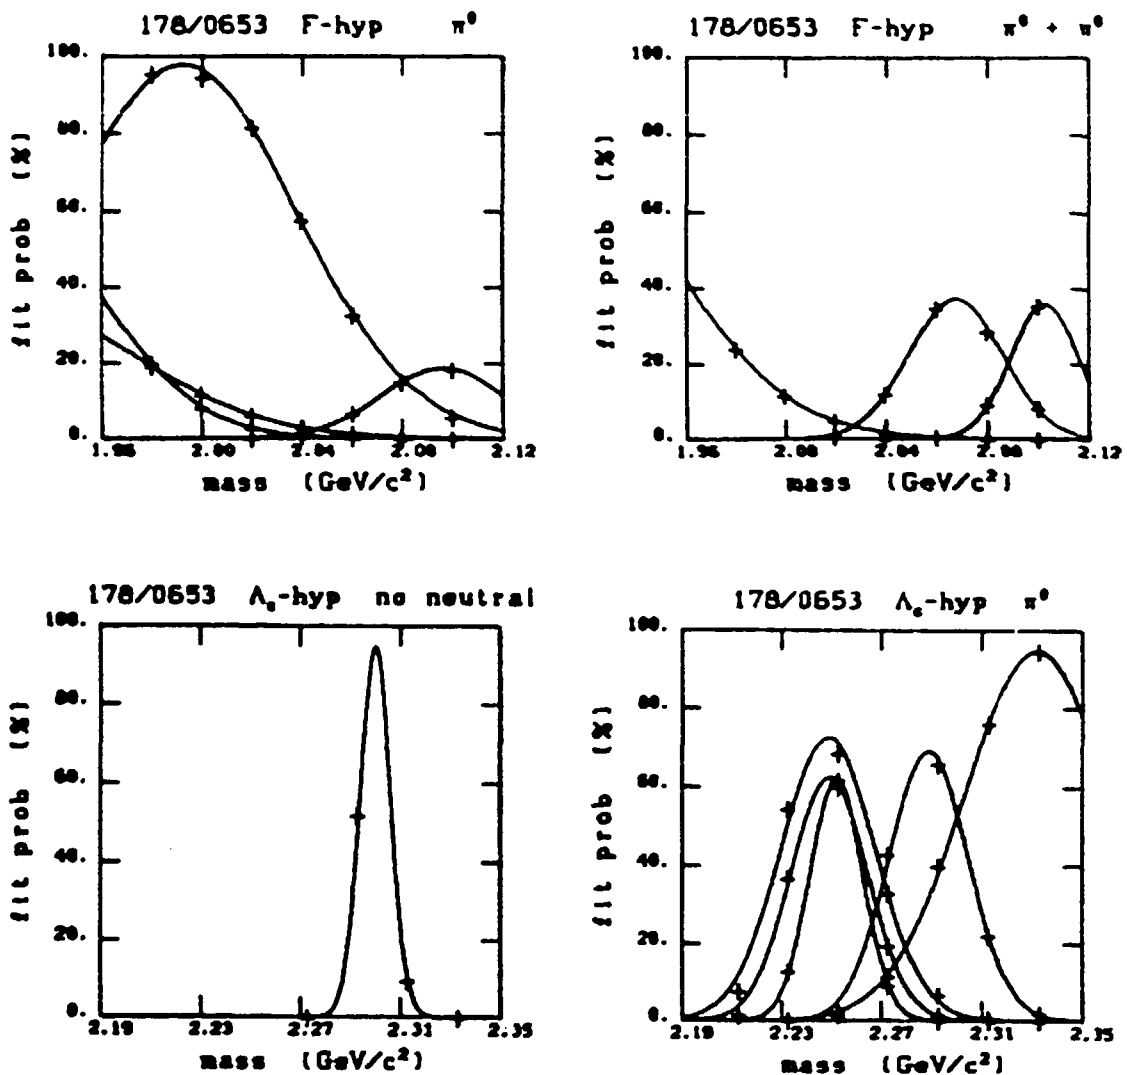 178/0653 F-hyp π⁰
100.
80.
60.
40.
20.
0.
fit prob (%)
1.96 2.00 2.04 2.08 2.12
mass (GeV/c²)
178/0653 F-hyp π⁰ + π⁰
100.
80.
60.
40.
20.
0.
fit prob (%)
1.96 2.00 2.04 2.08 2.12
mass (GeV/c²)
178/0653 Λc-hyp no neutral
100.
80.
60.
40.
20.
0.
fit prob (%)
2.19 2.23 2.27 2.31 2.35
mass (GeV/c²)
178/0653 Λc-hyp π⁰
100.
80.
60.
40.
20.
0.
fit prob (%)
2.19 2.23 2.27 2.31 2.35
mass (GeV/c²)